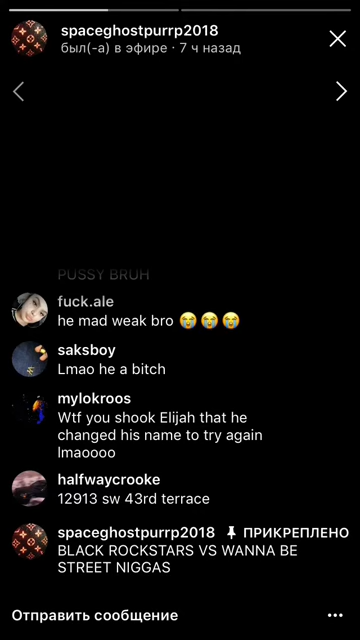 spaceghostpurrp2018
был(-а) в эфире · 7 ч назад
PUSSY BRUH
fuck.ale
he mad weak bro 😭😭😭
saksboy
Lmao he a bitch
mylokroos
Wtf you shook Elijah that he
changed his name to try again
lmaoooo
halfwaycrooke
12913 sw 43rd terrace
spaceghostpurrp2018 ПРИКРЕПЛЕНО
BLACK ROCKSTARS VS WANNA BE
STREET NIGGAS
Отправить сообщение